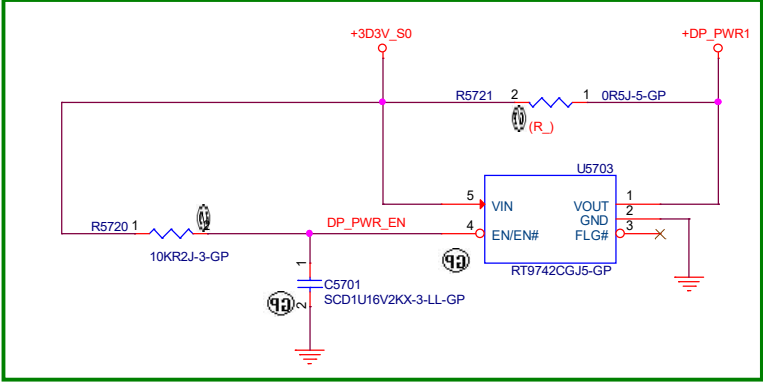 +3D3V_S0
+DP_PWR1
R5721
2
1
0R5J-5-GP
(R_)
U5703
5
VIN
VOUT
1
GND
2
4
EN/EN#
FLG#
3
RT9742CGJ5-GP
R5720
1
2
10KR2J-3-GP
DP_PWR_EN
1
C5701
SCD1U16V2KX-3-LL-GP
2
GP
GP